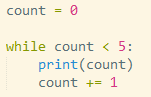 count = 0

while count < 5:
    print(count)
    count += 1